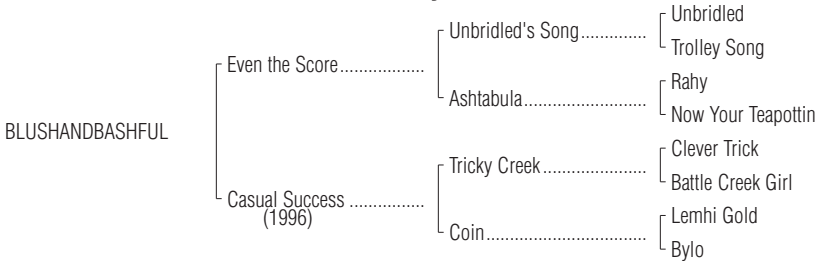 Unbridled
Unbridled's Song..............
Trolley Song
Even the Score..................
Rahy
Ashtabula..........................
Now Your Teapottin
BLUSHANDBASHFUL
Clever Trick
Tricky Creek......................
Battle Creek Girl
Casual Success ................
(1996)
Lemhi Gold
Coin..................................
Bylo